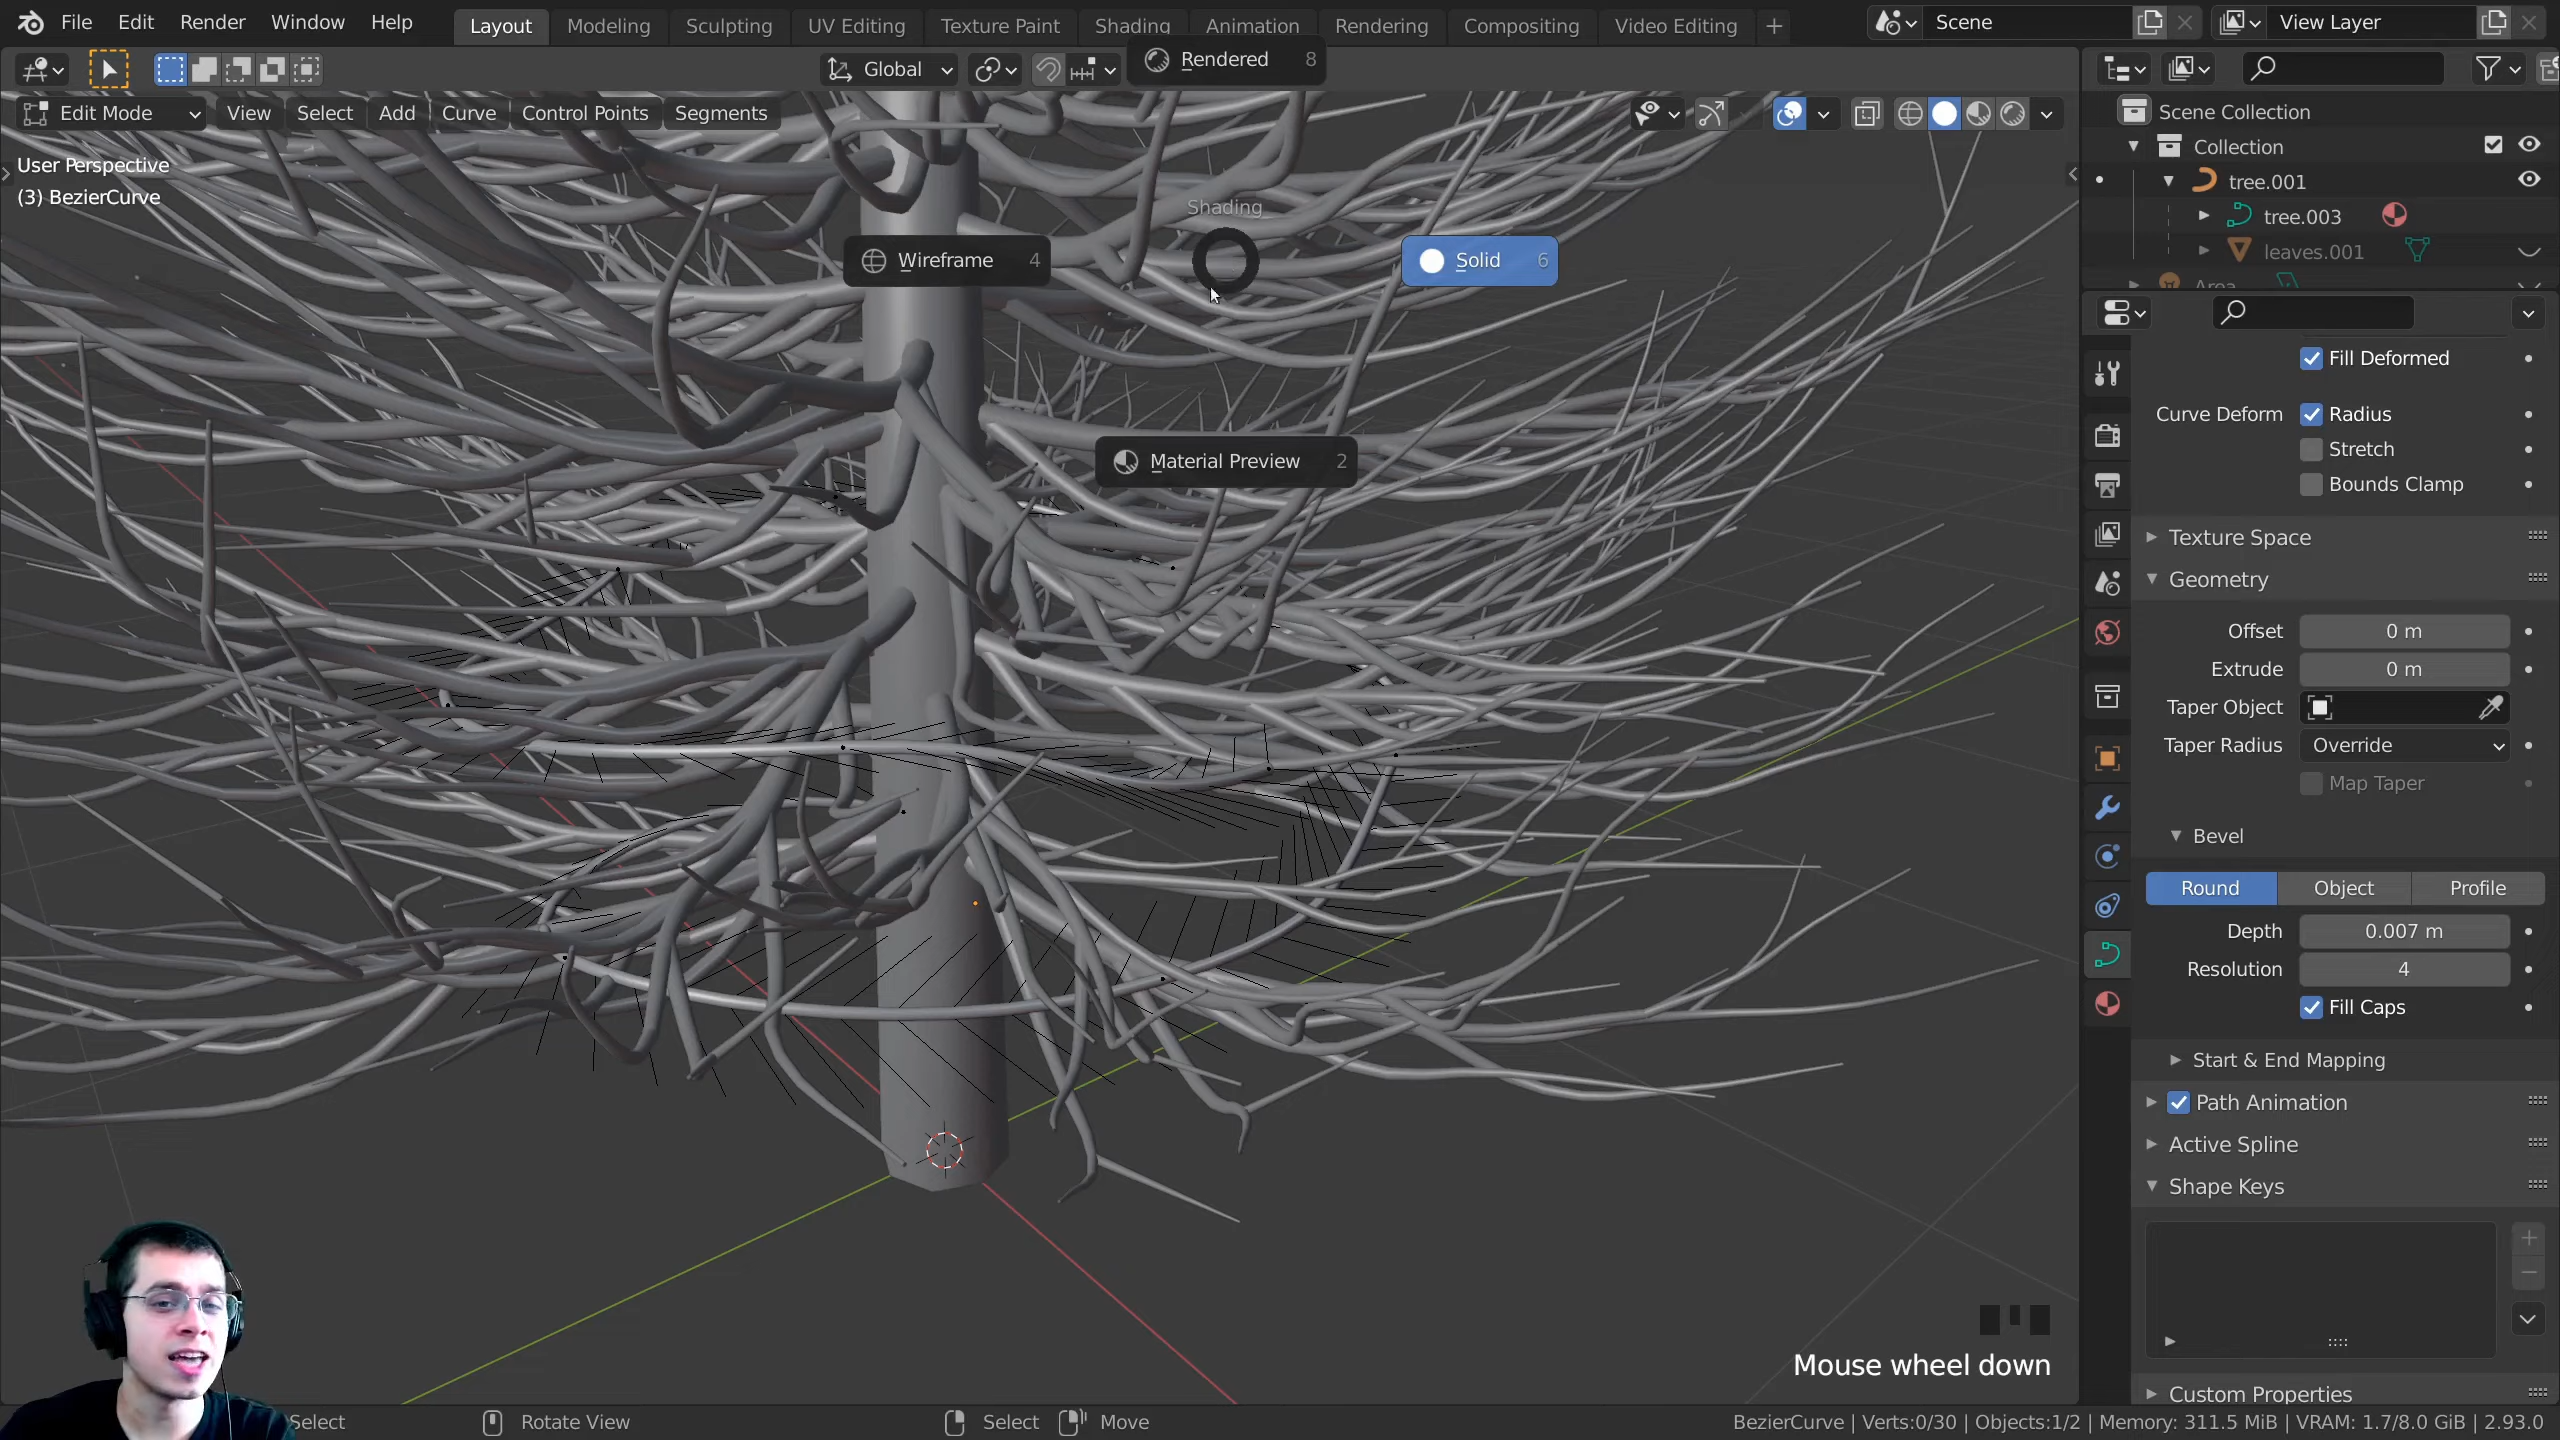 File Edit Render Window Help Layout Modeling Sculpting UV Editing Texture Paint Shading Animation Rendering Compositing Video Editing + Scene View Layer
Global
Rendered 8
Edit Mode View Select Add Curve Control Points Segments
User Perspective
(3) BezierCurve
Shading
Wireframe 4
Solid 6
Material Preview 2
Scene Collection
Collection
tree.001
tree.003
leaves.001
Area
Fill Deformed
Curve Deform Radius
Stretch
Bounds Clamp
Texture Space
Geometry
Offset 0 m
Extrude 0 m
Taper Object
Taper Radius Override
Map Taper
Bevel
Round Object Profile
Depth 0.007 m
Resolution 4
Fill Caps
Start & End Mapping
Path Animation
Active Spline
Shape Keys
Custom Properties
Mouse wheel down
Select Rotate View Select Move BezierCurve | Verts:0/30 | Objects:1/2 | Memory: 311.5 MiB | VRAM: 1.7/8.0 GiB | 2.93.0